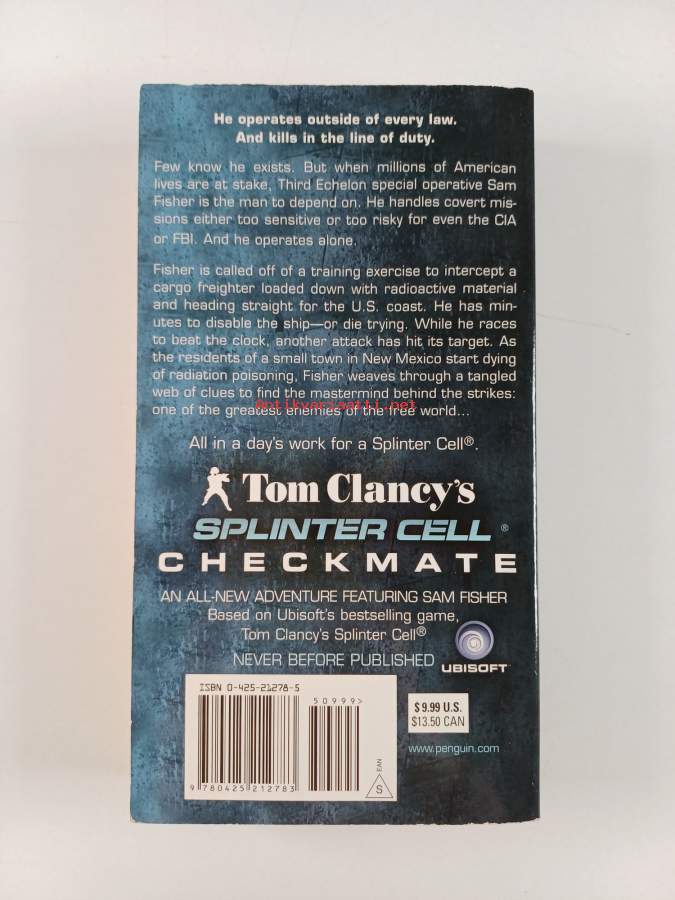 He operates outside of every law.
And kills in the line of duty.
Few know he exists. But when millions of American
lives are at stake, Third Echelon special operative Sam
Fisher is the man to depend on. He handles covert mis-
sions either too sensitive or too risky for even the CIA
or FBI. And he operates alone.
Fisher is called off of a training exercise to intercept a
cargo freighter loaded down with radioactive material
and heading straight for the U.S. coast. He has min-
utes to disable the ship—or die trying. While he races
to beat the clock, another attack has hit its target. As
the residents of a small town in New Mexico start dying
of radiation poisoning, Fisher weaves through a tangled
web of clues to find the mastermind behind the strikes:
one of the greatest enemies of the free world...
Antikvariaatti.net
All in a day's work for a Splinter Cell®.
Tom Clancy's
SPLINTER CELL®
CHECKMATE
AN ALL-NEW ADVENTURE FEATURING SAM FISHER
Based on Ubisoft's bestselling game,
Tom Clancy's Splinter Cell®
NEVER BEFORE PUBLISHED
UBISOFT
ISBN 0-425-21278-5
50999>
9 780425 212783
EAN
S
$9.99 U.S.
$13.50 CAN
www.penguin.com